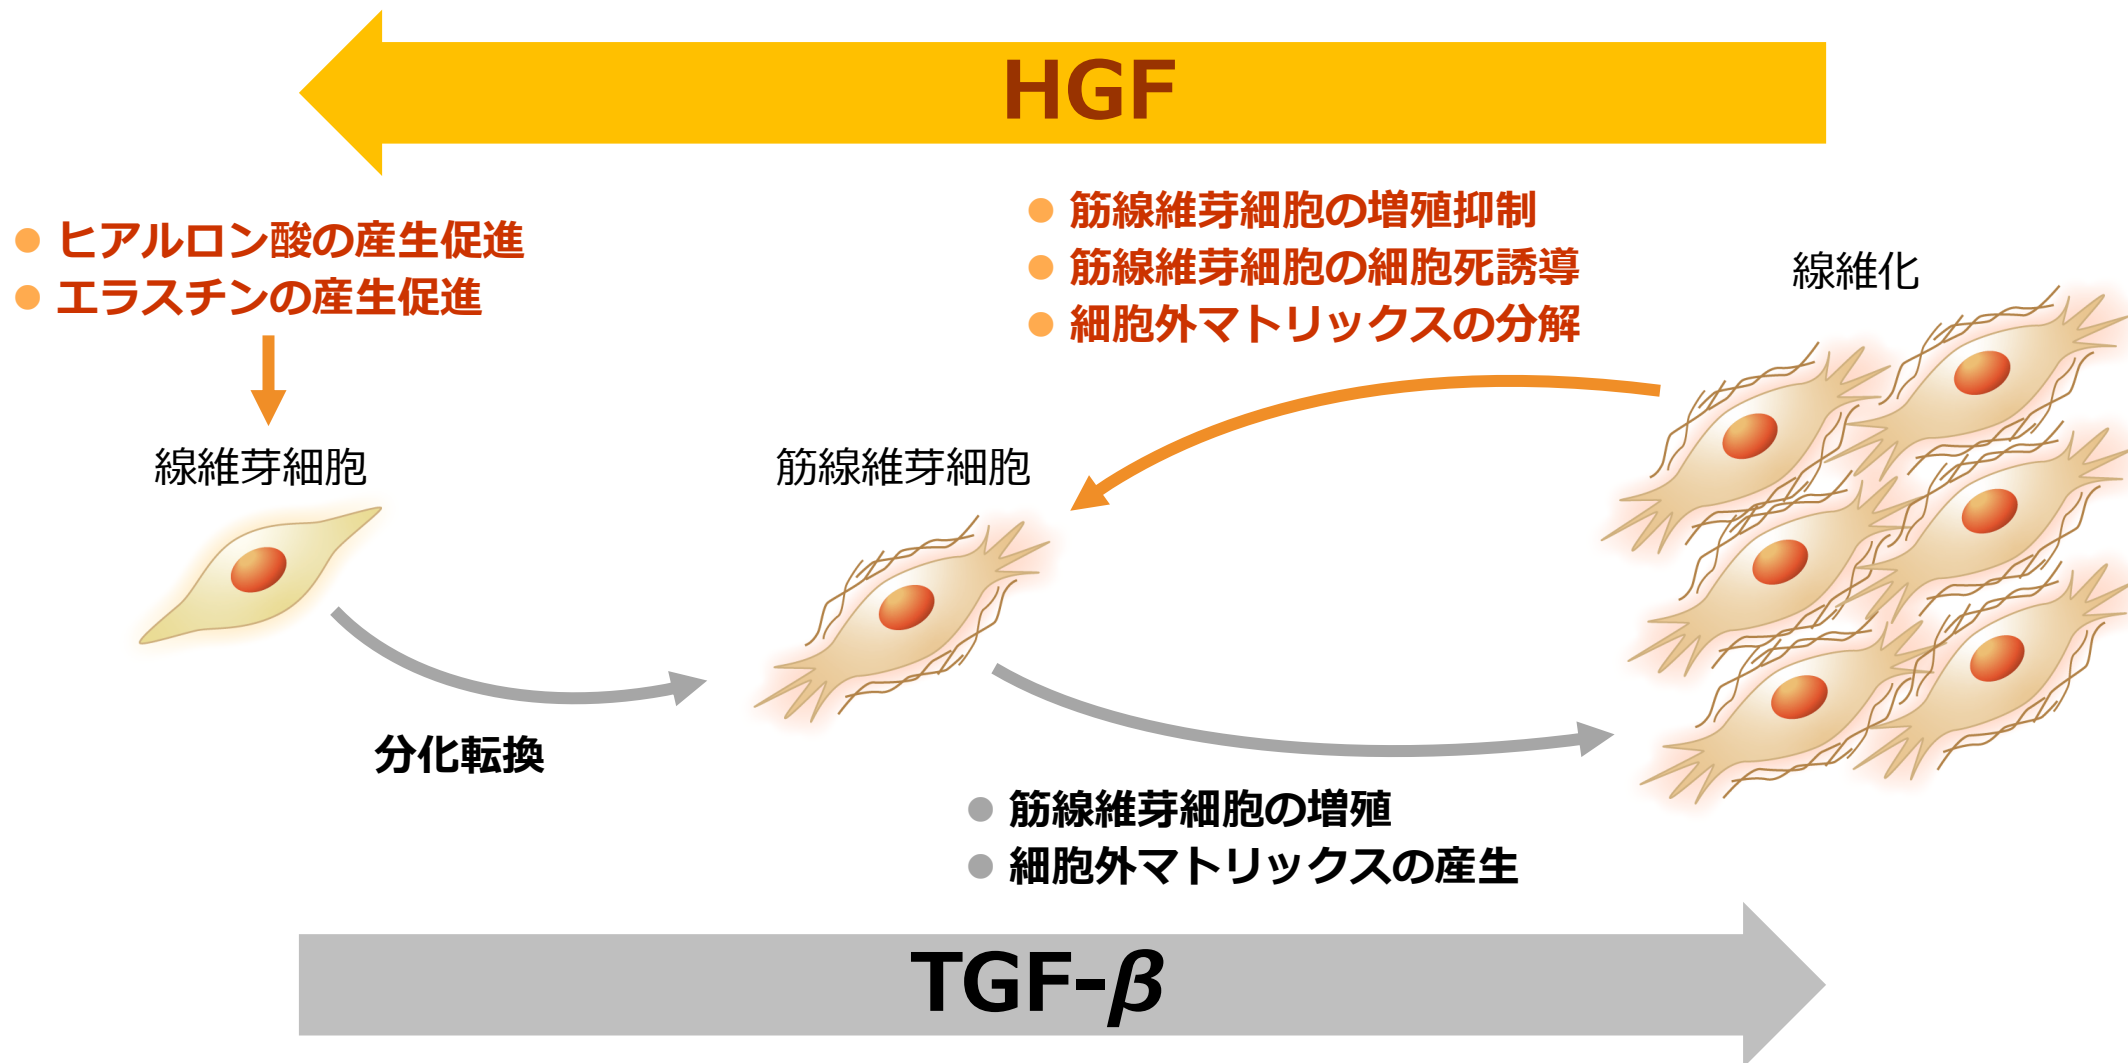 HGF
ヒアルロン酸の産生促進
エラスチンの産生促進
筋線維芽細胞の増殖抑制
筋線維芽細胞の細胞死誘導
細胞外マトリックスの分解
線維化
線維芽細胞
筋線維芽細胞
分化転換
筋線維芽細胞の増殖
細胞外マトリックスの産生
TGF-β